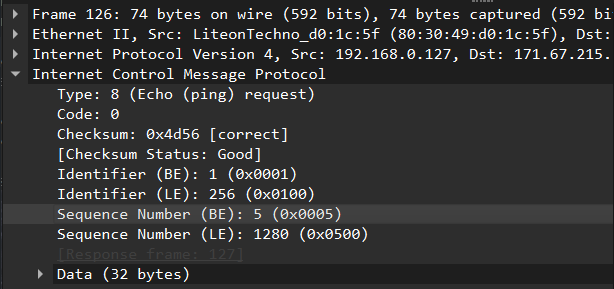 Frame 126: 74 bytes on wire (592 bits), 74 bytes captured (592 bi
Ethernet II, Src: LiteonTechno_d0:1c:5f (80:30:49:d0:1c:5f), Dst:
Internet Protocol Version 4, Src: 192.168.0.127, Dst: 171.67.215.
Internet Control Message Protocol
Type: 8 (Echo (ping) request)
Code: 0
Checksum: 0x4d56 [correct]
[Checksum Status: Good]
Identifier (BE): 1 (0x0001)
Identifier (LE): 256 (0x0100)
Sequence Number (BE): 5 (0x0005)
Sequence Number (LE): 1280 (0x0500)
[Response frame: 127]
Data (32 bytes)